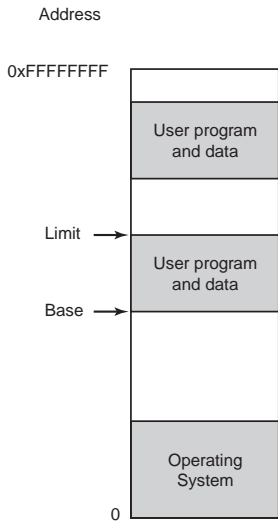 Address
0xFFFFFFFF
User program
and data
Limit
User program
and data
Base
Operating
System
0